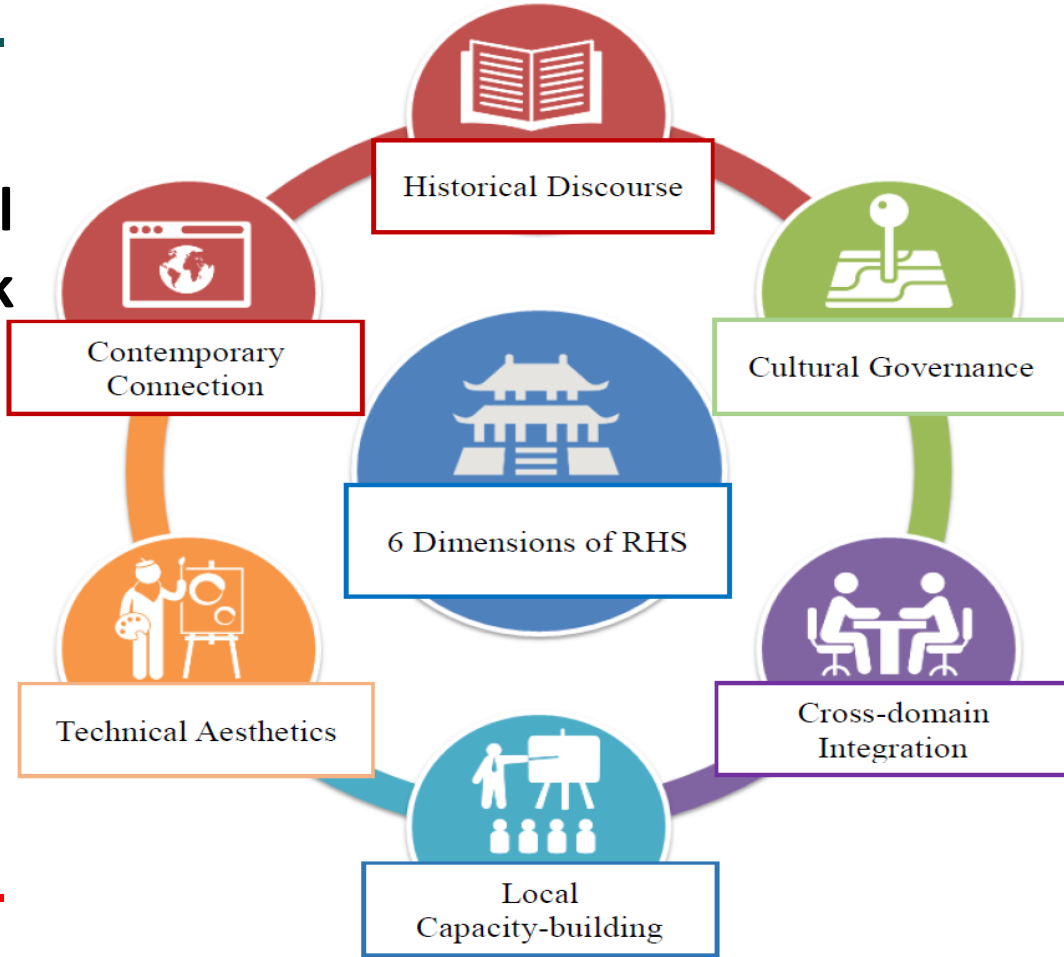 Historical Discourse
Contemporary
Connection
Cultural Governance
6 Dimensions of RHS
Technical Aesthetics
Cross-domain
Integration
Local
Capacity-building